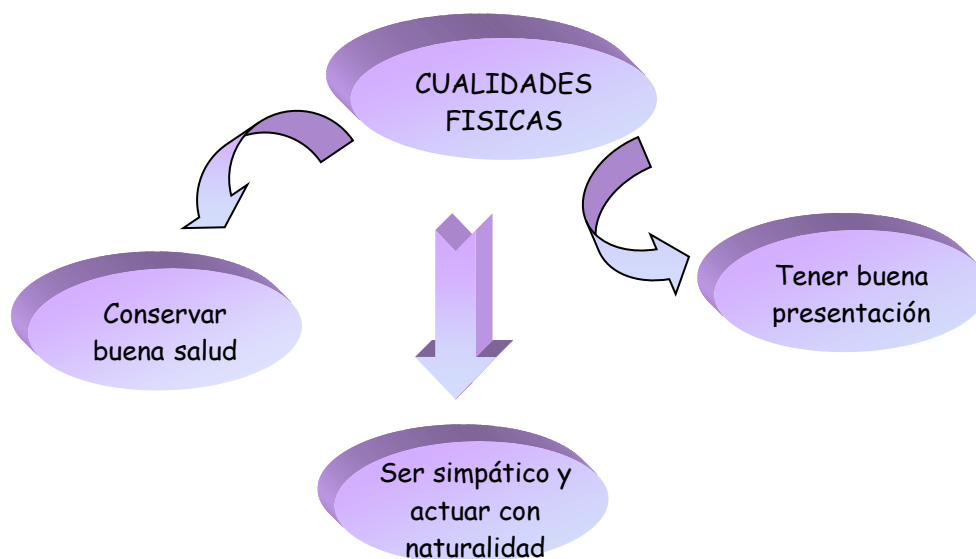 CUALIDADES
FISICAS
Conservar
buena salud
Tener buena
presentación
Ser simpático y
actuar con
naturalidad